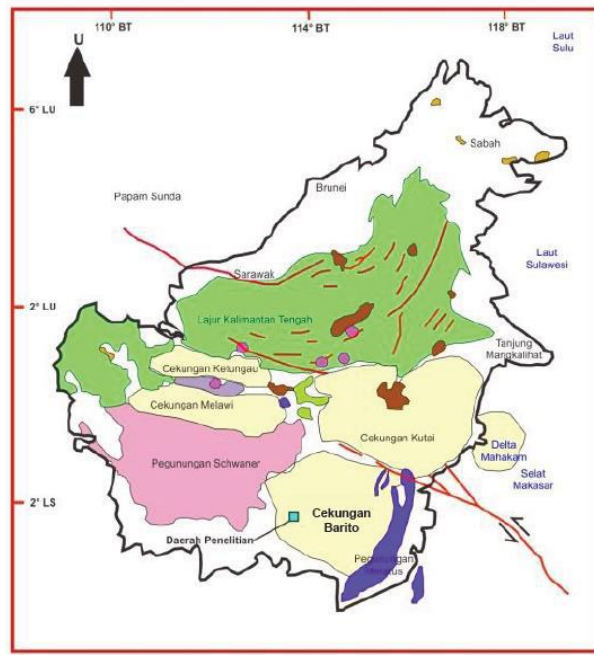 110° BT
114° BT
118° BT
Laut
Sulu
U
6° LU
Sabah
Brunei
Papam Sunda
Laut
Sulawesi
Sarawak
2° LU
Lajur Kalimantan Tengah
Tanjung
Mangkalihat
Cekungan Ketungau
Cekungan Melawi
Cekungan Kutai
Delta
Mahakam
Pegunungan Schwaner
Selat
Makasar
2° LS
Cekungan
Barito
Daerah Penelitian
Pegunungan